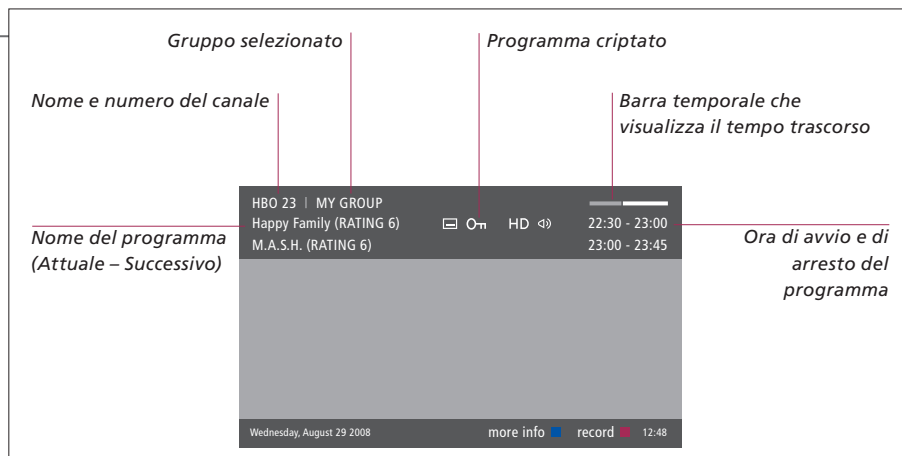 Gruppo selezionato
Programma criptato
Nome e numero del canale
Barra temporale che
visualizza il tempo trascorso
HBO 23 | MY GROUP
Happy Family (RATING 6) HD 22:30 - 23:00
M.A.S.H. (RATING 6) 23:00 - 23:45
Nome del programma
(Attuale – Successivo)
Ora di avvio e di
arresto del
programma
Wednesday, August 29 2008 more info record 12:48